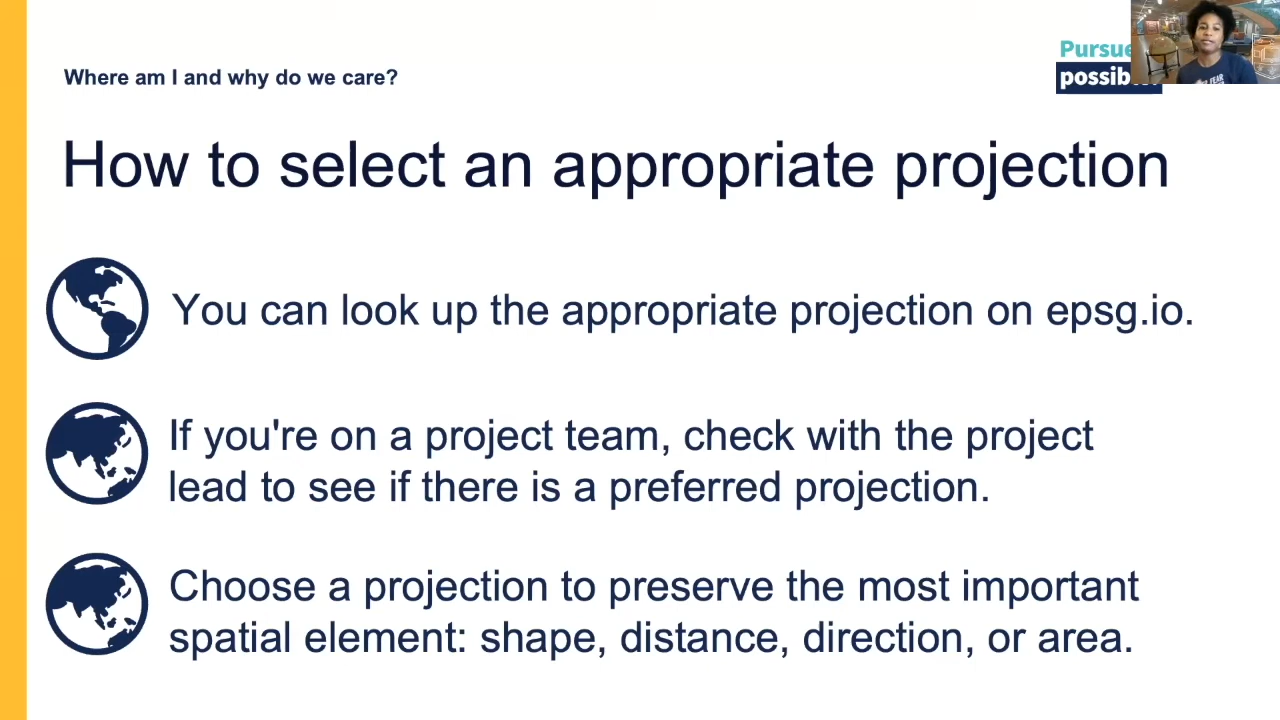 Where am I and why do we care?
Pursue
How to select an appropriate projection
You can look up the appropriate projection on epsg.io.
If you're on a project team, check with the project
lead to see if there is a preferred projection.
Choose a projection to preserve the most important
spatial element: shape, distance, direction, or area.